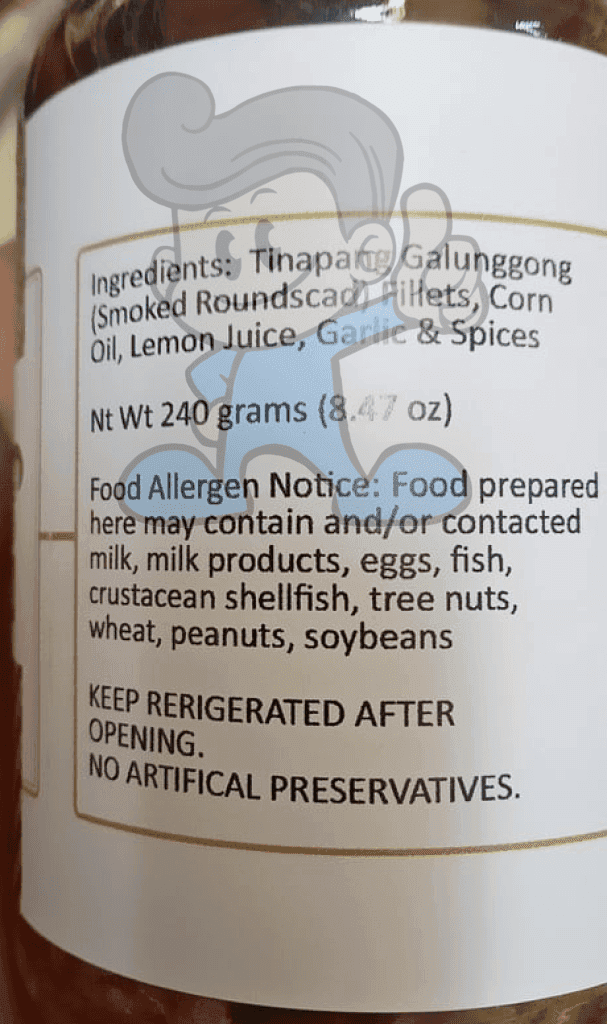 Ingredients: Tinapang Galunggong
(Smoked Roundscad) Fillets, Corn
Oil, Lemon Juice, Garlic & Spices
Nt Wt 240 grams (8.47 oz)
Food Allergen Notice: Food prepared
here may contain and/or contacted
milk, milk products, eggs, fish,
crustacean shellfish, tree nuts,
wheat, peanuts, soybeans
KEEP RERIGERATED AFTER
OPENING.
NO ARTIFICAL PRESERVATIVES.